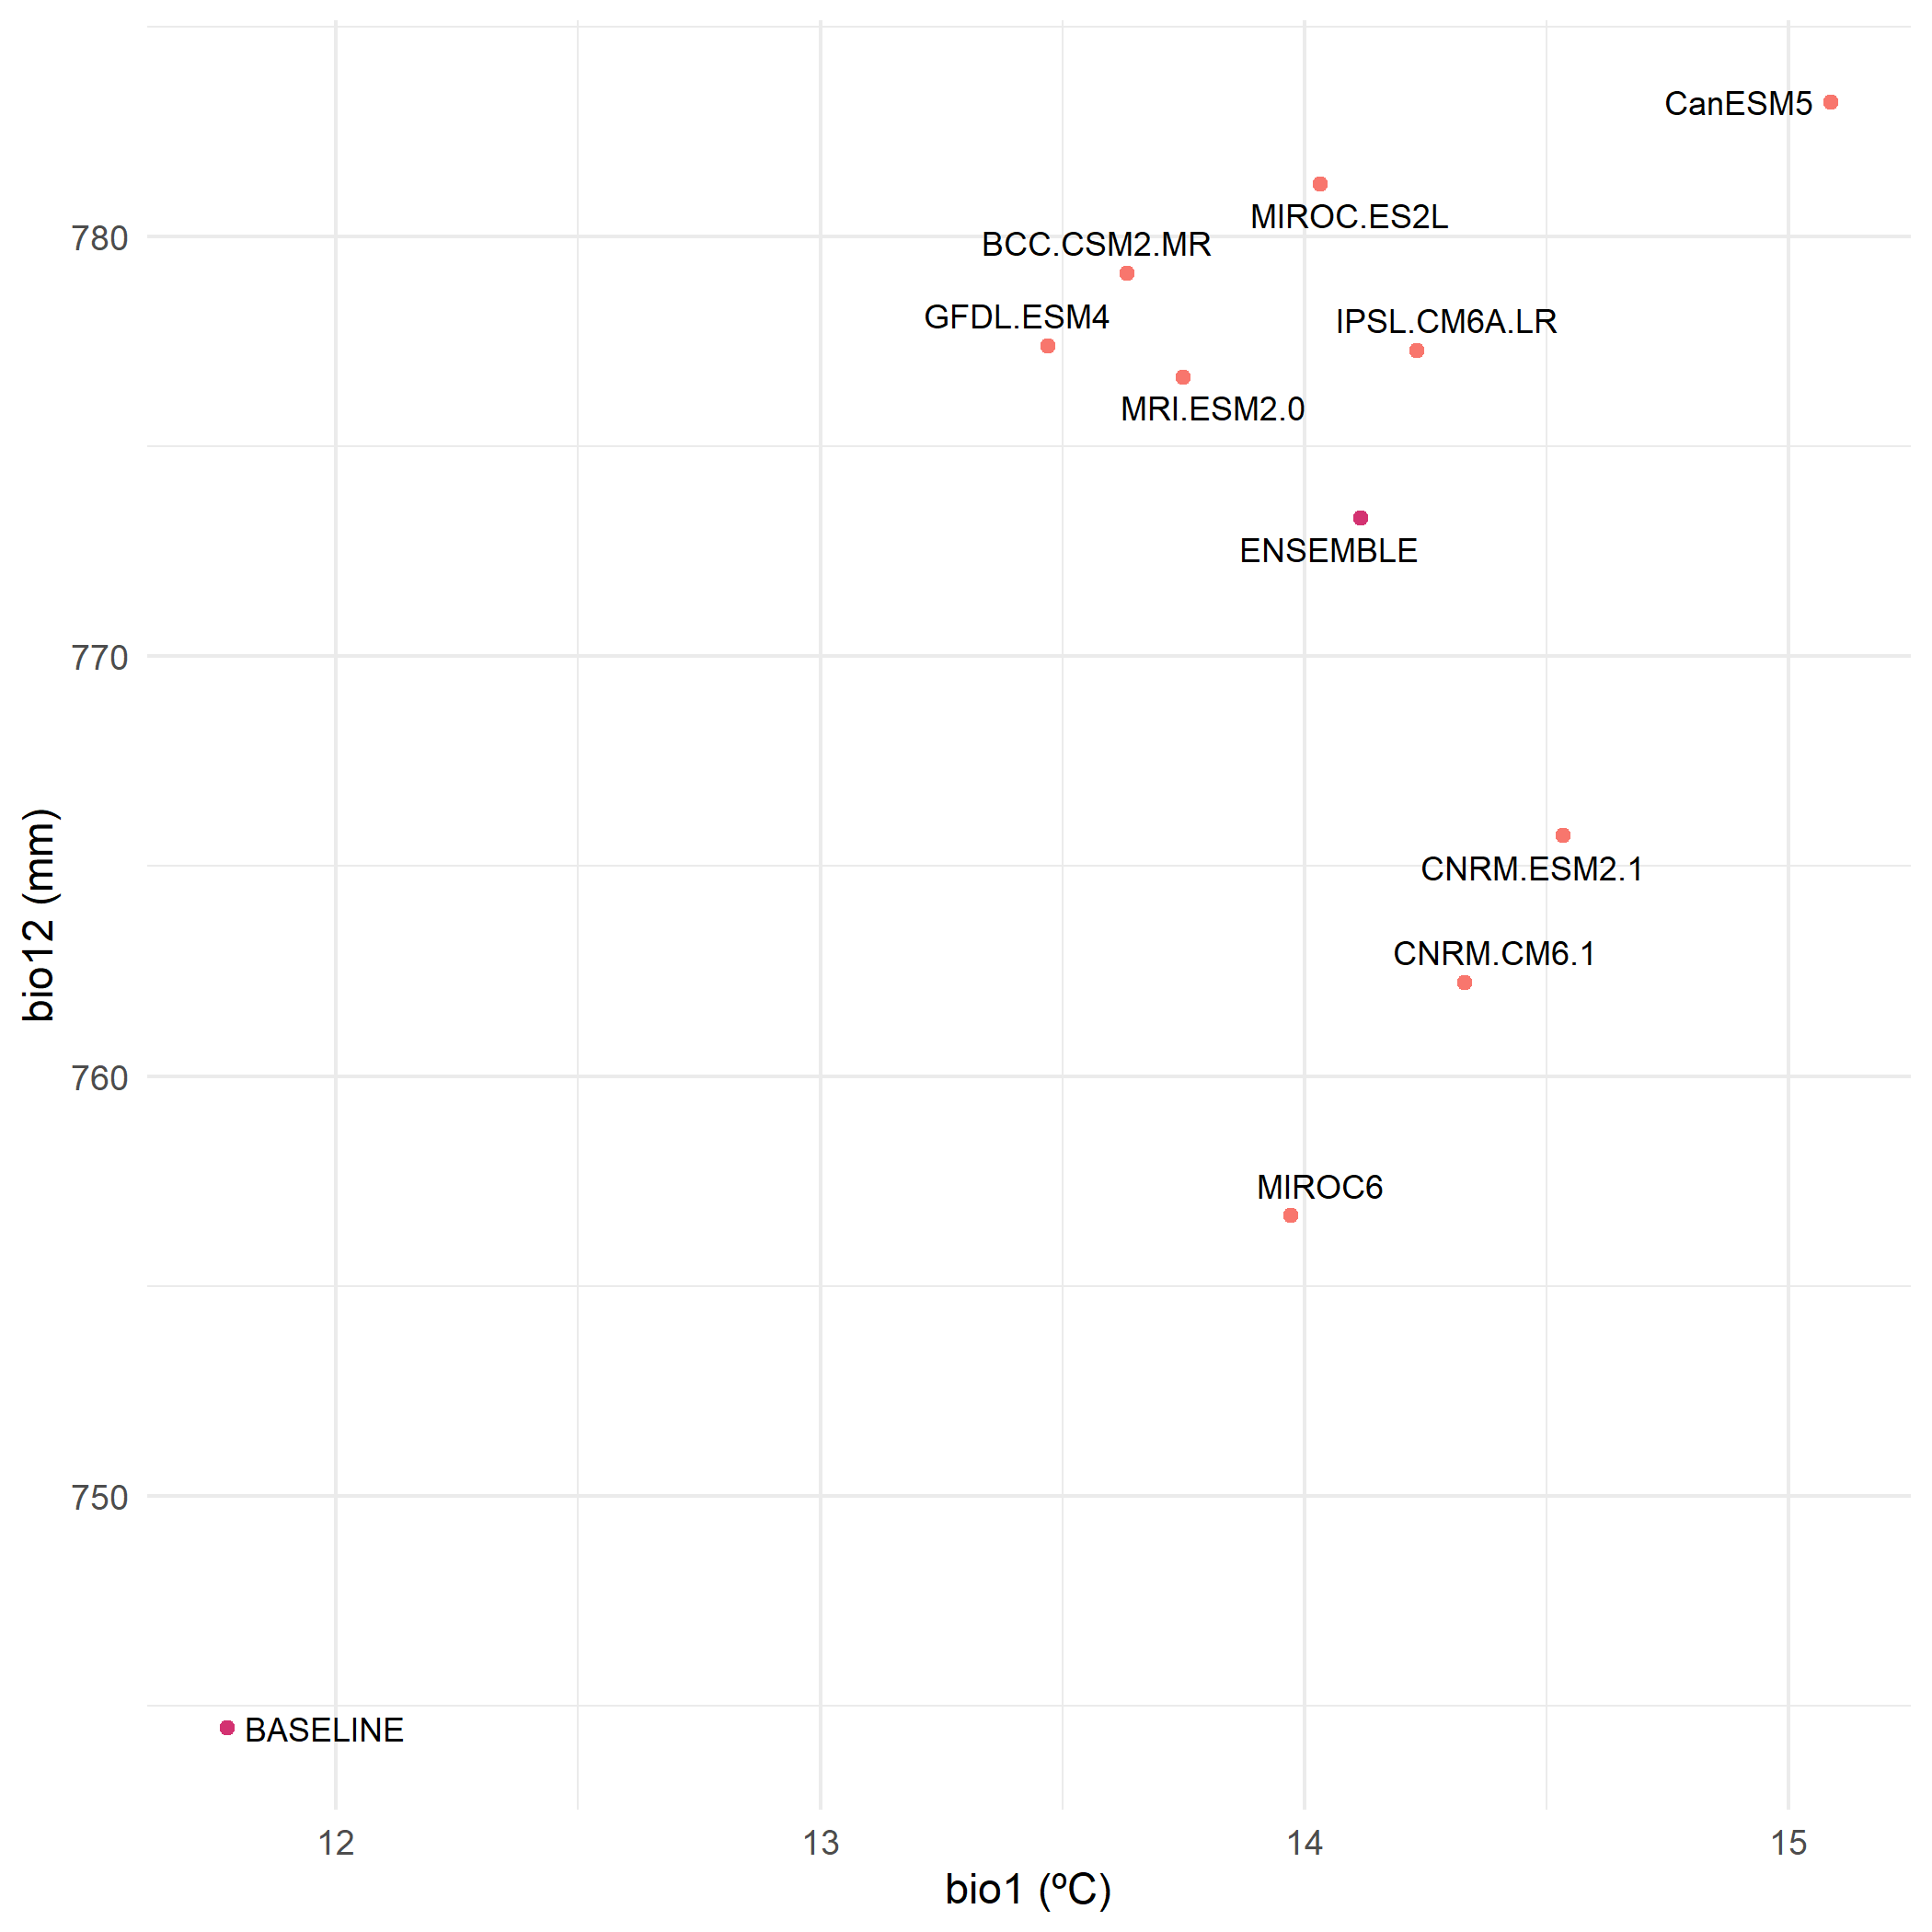 CanESM5
MIROC.ES2L
780
BCC.CSM2.MR
GFDL.ESM4
IPSL.CM6A.LR
MRI.ESM2.0
ENSEMBLE
770
CNRM.ESM2.1
bio12 (mm)
CNRM.CM6.1
760
MIROC6
750
BASELINE
12
13
14
15
bio1 (ºC)